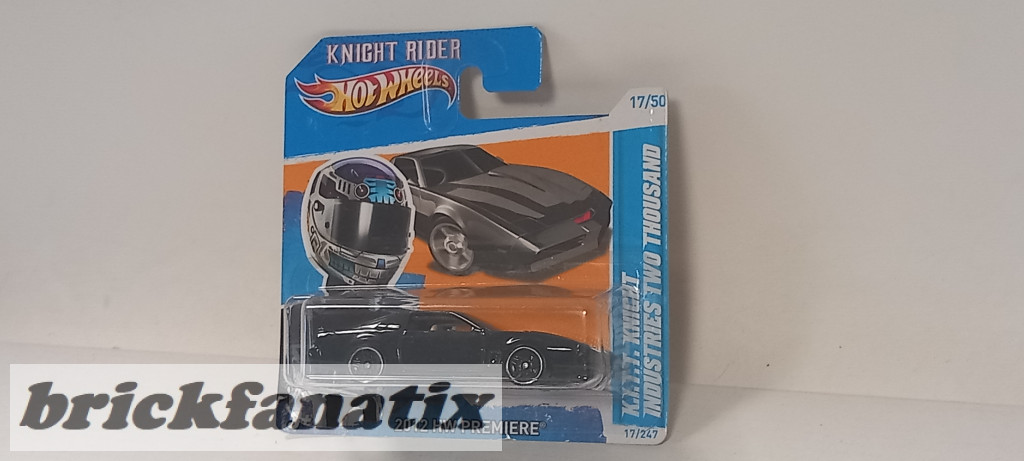 KNIGHT RIDER
HOT WHEELS
17/50
K.I.T.T. KNIGHT
INDUSTRIES TWO THOUSAND
17/247
2012 HW PREMIERE
brickfanatix